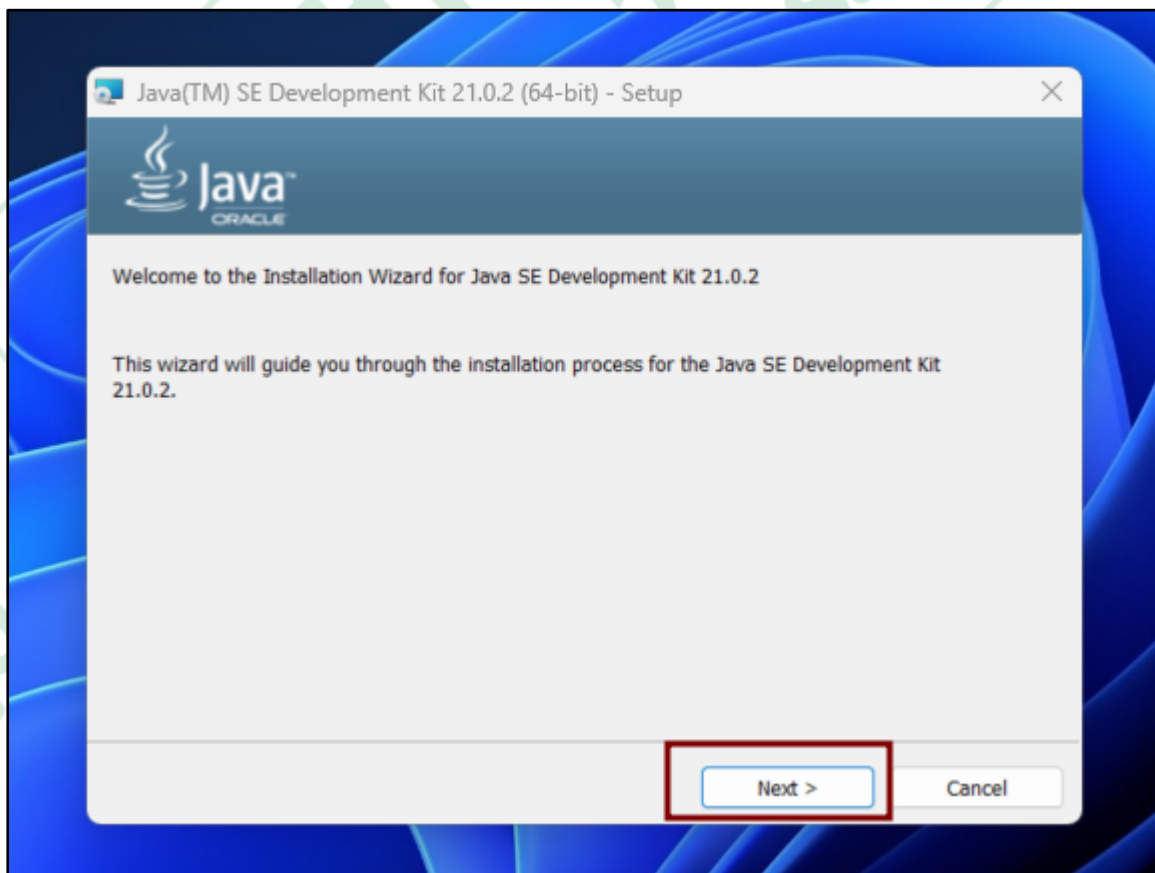 Java(TM) SE Development Kit 21.0.2 (64-bit) - Setup
Java™
ORACLE
Welcome to the Installation Wizard for Java SE Development Kit 21.0.2
This wizard will guide you through the installation process for the Java SE Development Kit
21.0.2.
Next >
Cancel